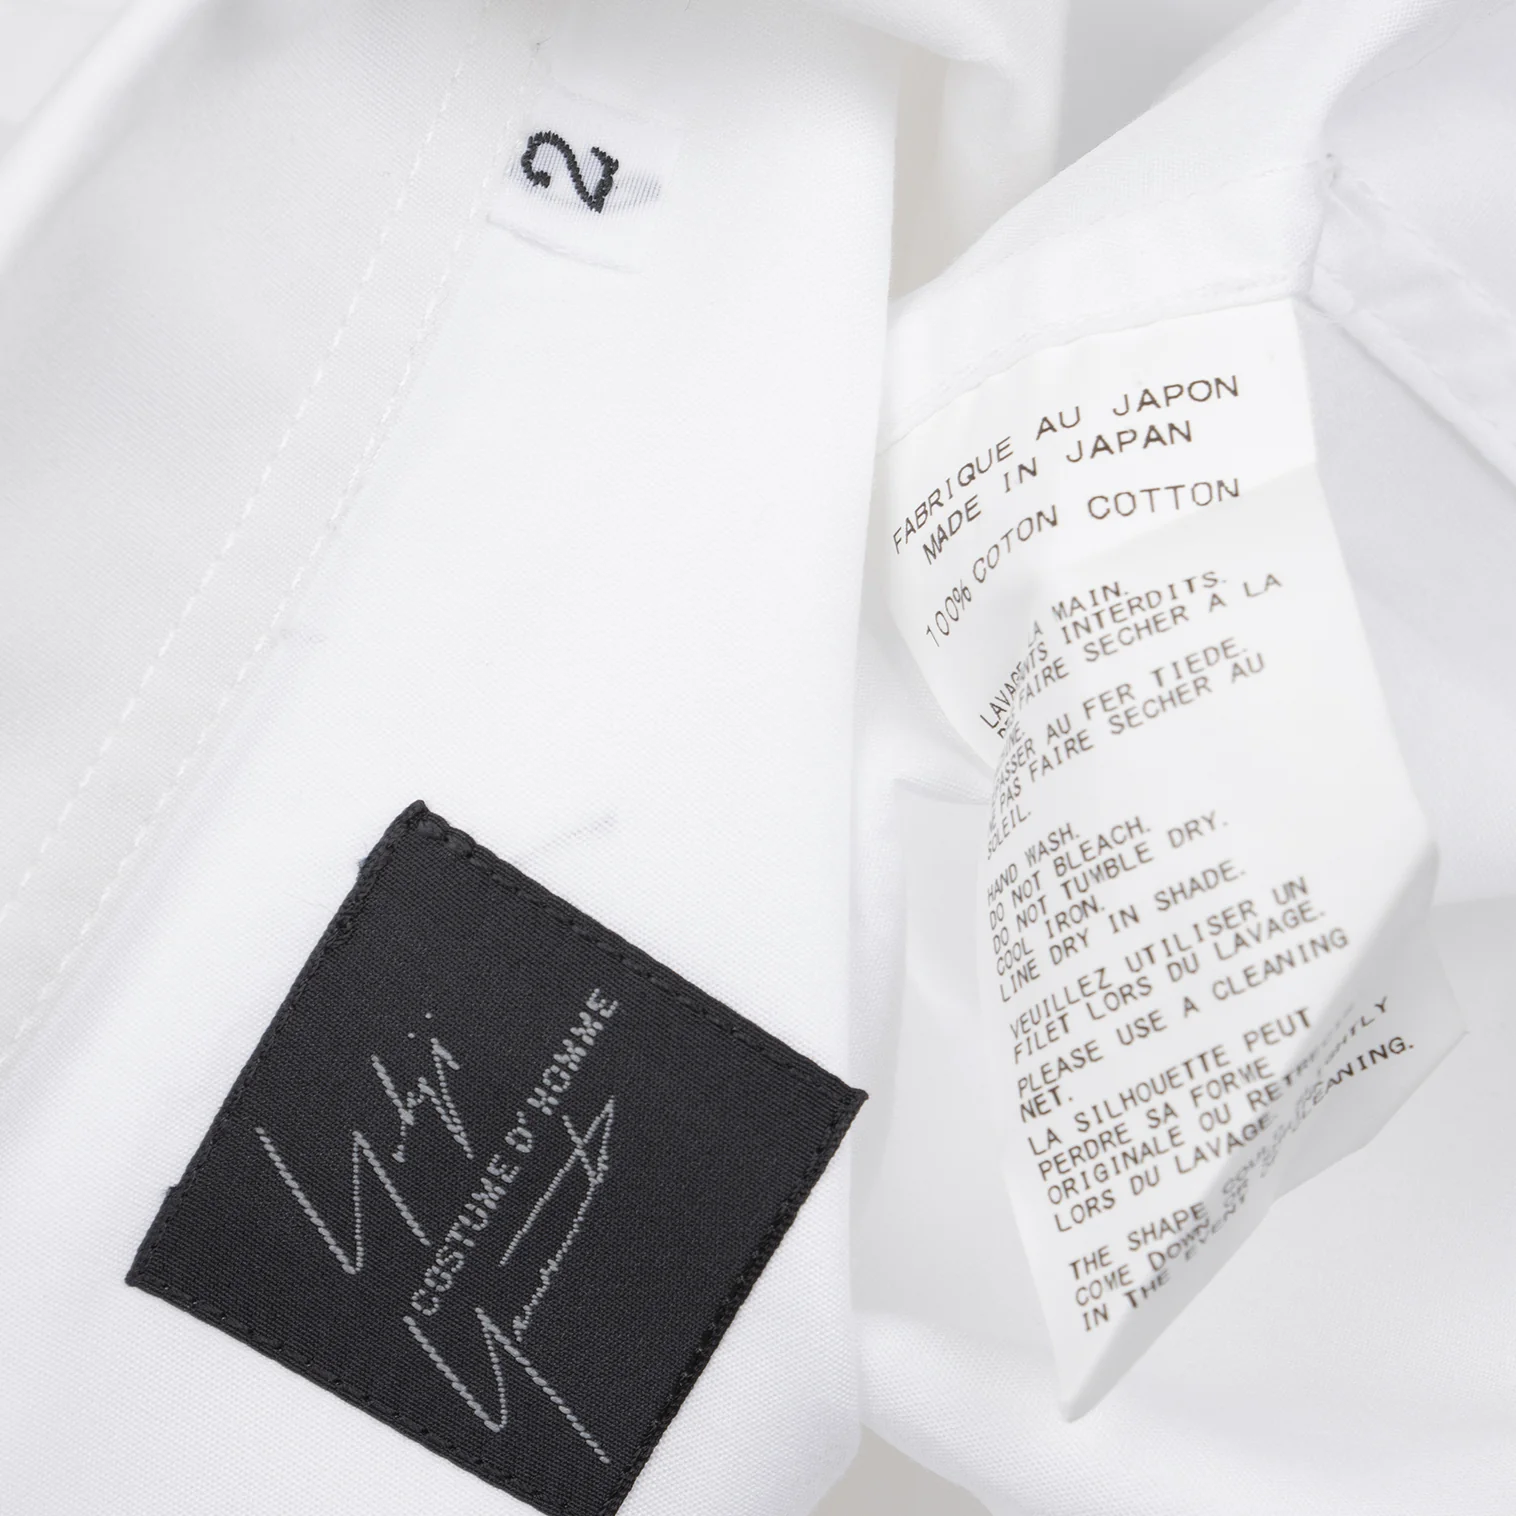 2
FABRIQUE AU JAPON
MADE IN JAPAN
100% COTON COTTON
LA MAIN.
INTERDITS.
FAIRE SECHER A LA
AU FER TIEDE.
PAS FAIRE SECHER AU
SOLEIL.
HAND WASH.
DO NOT BLEACH.
DO NOT TUMBLE DRY.
COOL IRON.
LINE DRY IN SHADE.
VEUILLEZ UTILISER UN
FILET LORS DU LAVAGE.
PLEASE USE A CLEANING
NET.
LA SILHOUETTE PEUT
PERDRE SA FORME
ORIGINALE OU
LORS DU LAVAGE.
THE SHAPE
COME DOWN
IN THE EVENT
Yohji
COSTUME D'HOMME
Yamamoto